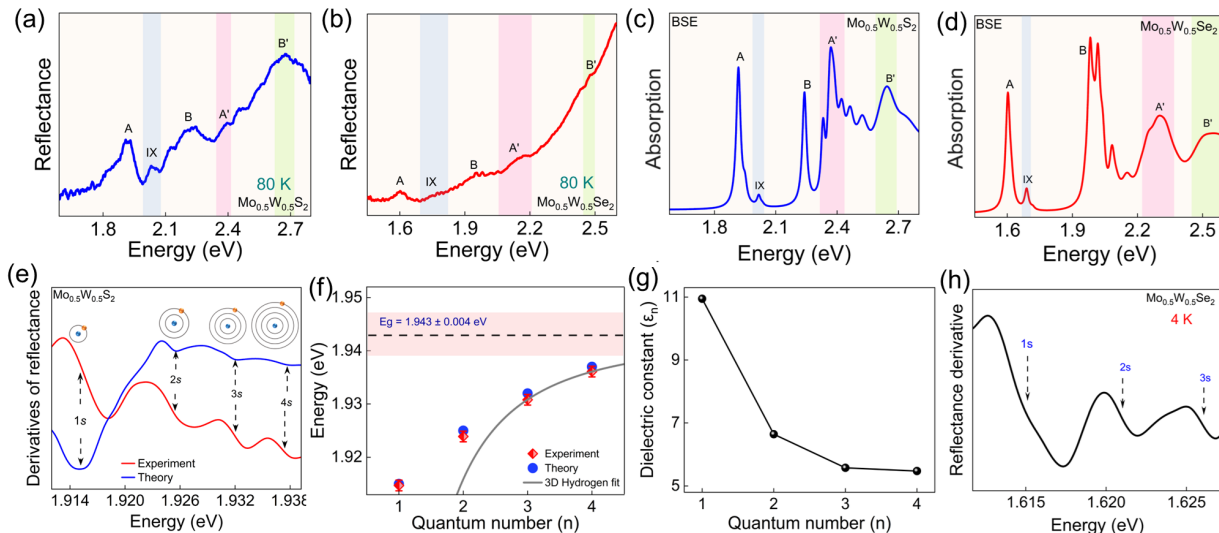 (a)
Reflectance
A
IX
B
A'
B'
80 K
Mo0.5W0.5S2
1.8 2.1 2.4 2.7
Energy (eV)
(b)
Reflectance
A
IX
B
A'
B'
80 K
Mo0.5W0.5Se2
1.6 1.9 2.2 2.5
Energy (eV)
(c)
BSE
Mo0.5W0.5S2
Absorption
A
IX
B
A'
B'
1.8 2.1 2.4 2.7
Energy (eV)
(d)
BSE
Mo0.5W0.5Se2
Absorption
A
IX
B
A'
B'
1.6 1.9 2.2 2.5
Energy (eV)
(e)
Mo0.5W0.5S2
Derivatives of reflectance
1s
2s
3s
4s
Experiment
Theory
1.914 1.920 1.926 1.932 1.938
Energy (eV)
(f)
Energy (eV)
1.95
1.94
1.93
1.92
Eg = 1.943 ± 0.004 eV
Experiment
Theory
3D Hydrogen fit
1 2 3 4
Quantum number (n)
(g)
Dielectric constant (εn)
11
9
7
5
1 2 3 4
Quantum number (n)
(h)
Mo0.5W0.5Se2
4 K
Reflectance derivative
1s
2s
3s
1.615 1.620 1.625
Energy (eV)